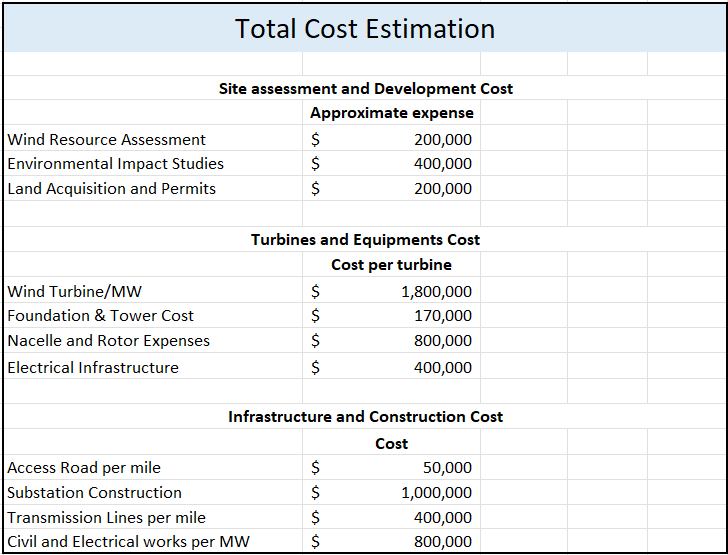 Total Cost Estimation
Site assessment and Development Cost
Approximate expense
Wind Resource Assessment $ 200,000
Environmental Impact Studies $ 400,000
Land Acquisition and Permits $ 200,000
Turbines and Equipments Cost
Cost per turbine
Wind Turbine/MW $ 1,800,000
Foundation & Tower Cost $ 170,000
Nacelle and Rotor Expenses $ 800,000
Electrical Infrastructure $ 400,000
Infrastructure and Construction Cost
Cost
Access Road per mile $ 50,000
Substation Construction $ 1,000,000
Transmission Lines per mile $ 400,000
Civil and Electrical works per MW $ 800,000